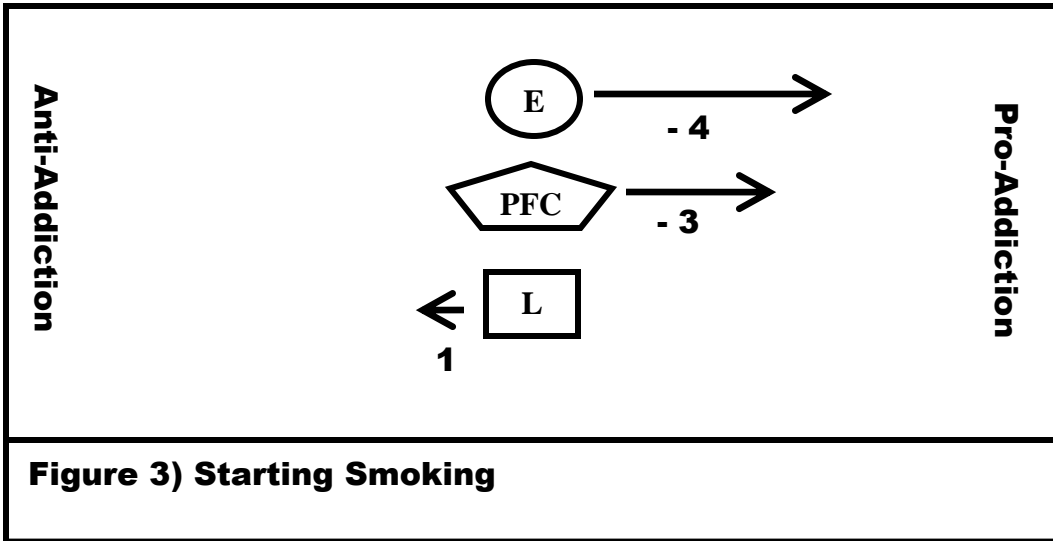 Anti-Addiction
E
- 4
PFC
- 3
L
1
Pro-Addiction
Figure 3) Starting Smoking